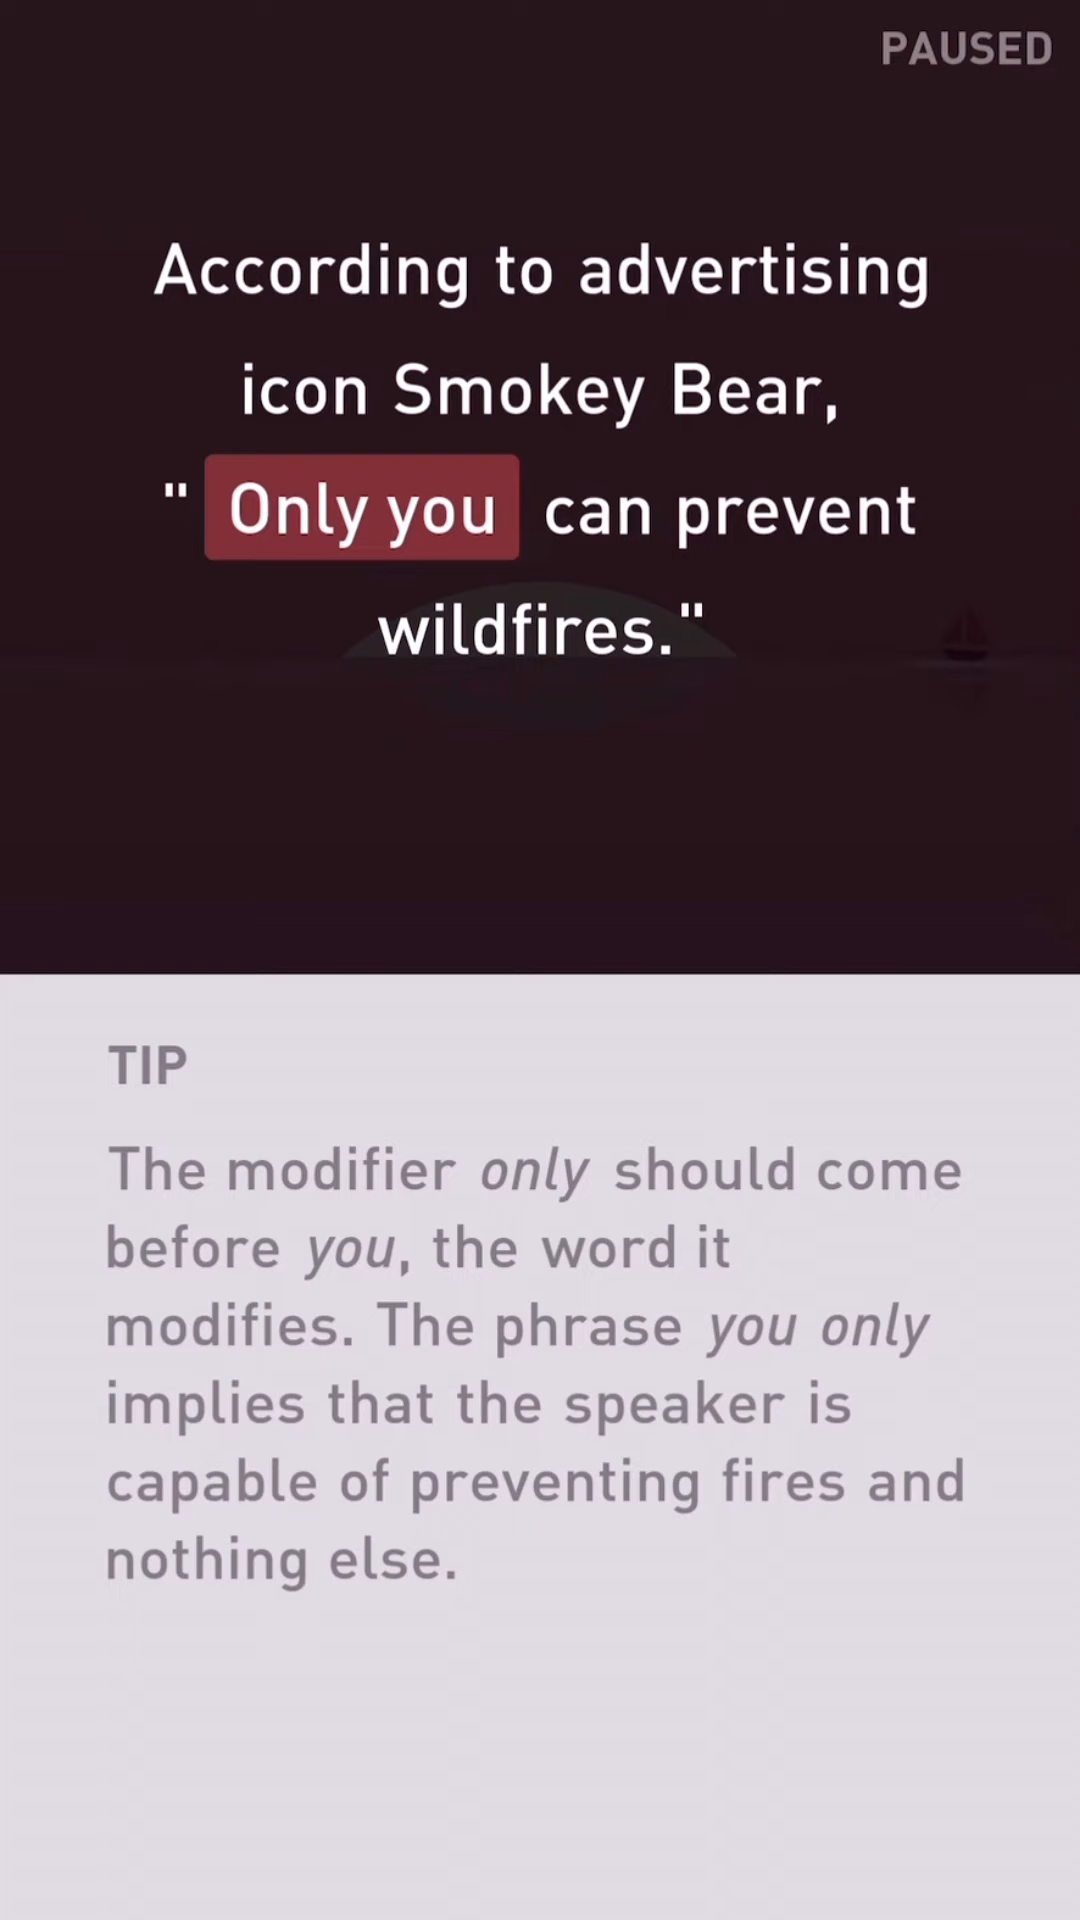 PAUSED
According to advertising
icon Smokey Bear,
" Only you can prevent
wildfires."
TIP
The modifier only should come
before you, the word it
modifies. The phrase you only
implies that the speaker is
capable of preventing fires and
nothing else.